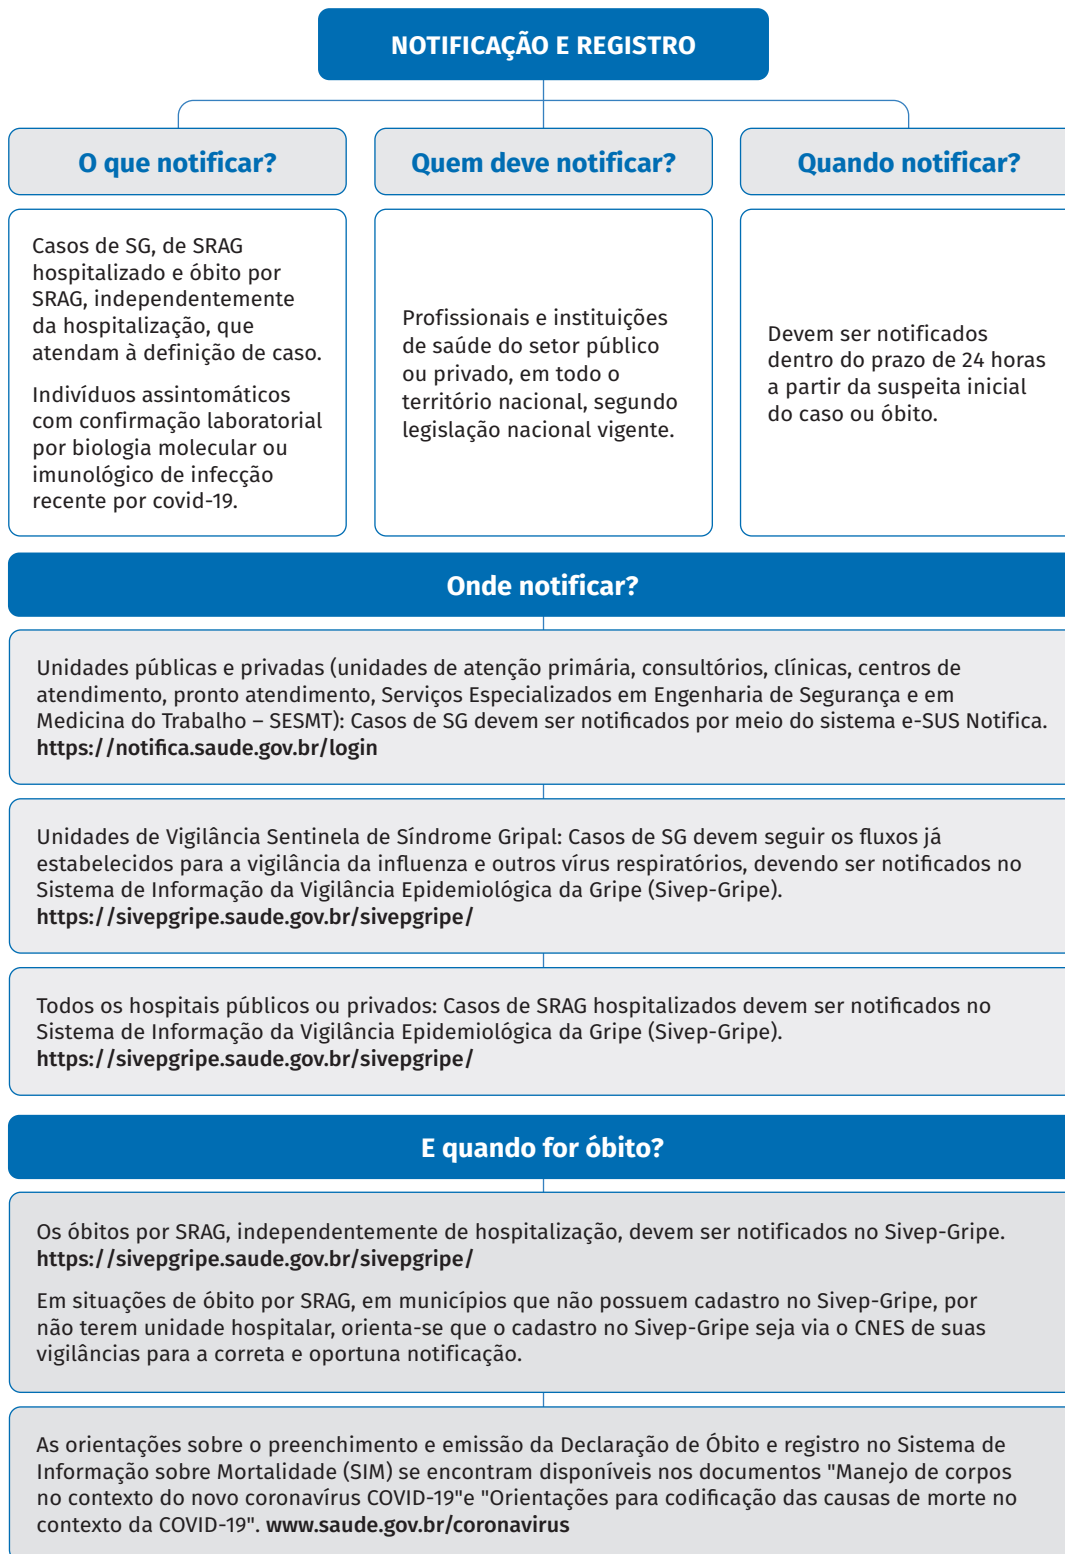 NOTIFICAÇÃO E REGISTRO
O que notificar?
Casos de SG, de SRAG
hospitalizado e óbito por
SRAG, independentemente
da hospitalização, que
atendam à definição de caso.
Indivíduos assintomáticos
com confirmação laboratorial
por biologia molecular ou
imunológico de infecção
recente por covid-19.
Quem deve notificar?
Profissionais e instituições
de saúde do setor público
ou privado, em todo o
território nacional, segundo
legislação nacional vigente.
Quando notificar?
Devem ser notificados
dentro do prazo de 24 horas
a partir da suspeita inicial
do caso ou óbito.
Onde notificar?
Unidades públicas e privadas (unidades de atenção primária, consultórios, clínicas, centros de
atendimento, pronto atendimento, Serviços Especializados em Engenharia de Segurança e em
Medicina do Trabalho – SESMT): Casos de SG devem ser notificados por meio do sistema e-SUS Notifica.
https://notifica.saude.gov.br/login
Unidades de Vigilância Sentinela de Síndrome Gripal: Casos de SG devem seguir os fluxos já
estabelecidos para a vigilância da influenza e outros vírus respiratórios, devendo ser notificados no
Sistema de Informação da Vigilância Epidemiológica da Gripe (Sivep-Gripe).
https://sivepgripe.saude.gov.br/sivepgripe/
Todos os hospitais públicos ou privados: Casos de SRAG hospitalizados devem ser notificados no
Sistema de Informação da Vigilância Epidemiológica da Gripe (Sivep-Gripe).
https://sivepgripe.saude.gov.br/sivepgripe/
E quando for óbito?
Os óbitos por SRAG, independentemente de hospitalização, devem ser notificados no Sivep-Gripe.
https://sivepgripe.saude.gov.br/sivepgripe/
Em situações de óbito por SRAG, em municípios que não possuem cadastro no Sivep-Gripe, por
não terem unidade hospitalar, orienta-se que o cadastro no Sivep-Gripe seja via o CNES de suas
vigilâncias para a correta e oportuna notificação.
As orientações sobre o preenchimento e emissão da Declaração de Óbito e registro no Sistema de
Informação sobre Mortalidade (SIM) se encontram disponíveis nos documentos "Manejo de corpos
no contexto do novo coronavírus COVID-19"e "Orientações para codificação das causas de morte no
contexto da COVID-19". www.saude.gov.br/coronavirus